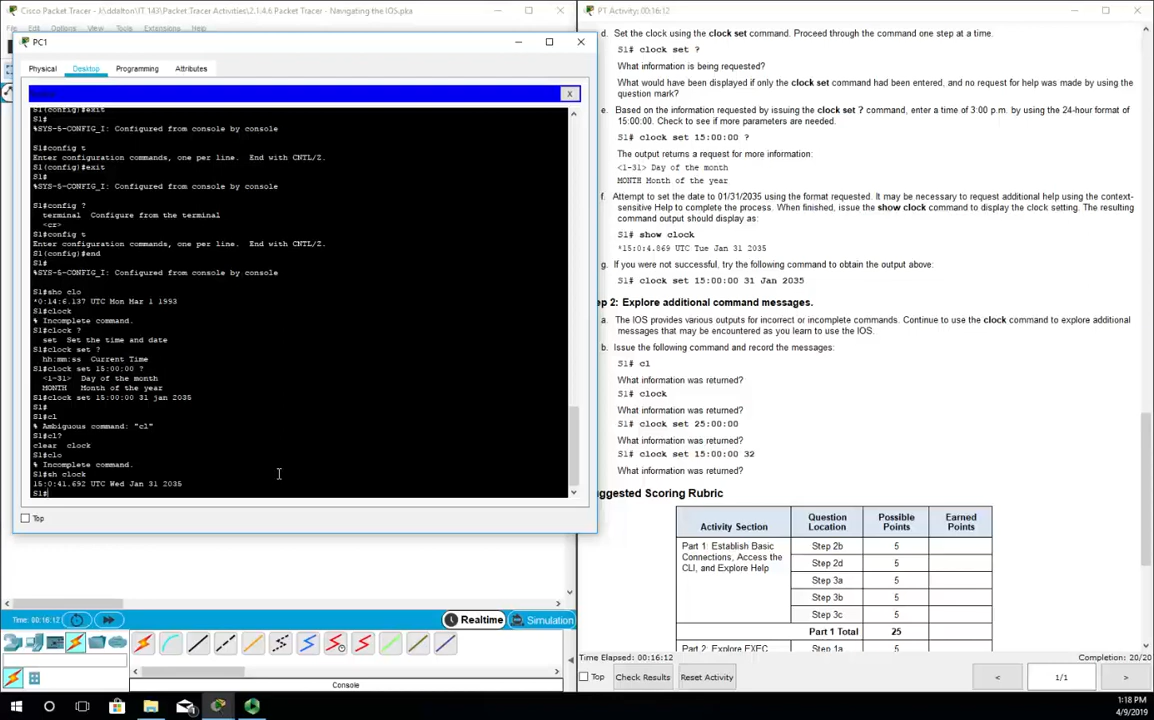 Cisco Packet Tracer - J:\ddalton\IT 143\Packet Tracer Activities\2.1.4.6 Packet Tracer - Navigating the IOS.pka
File Edit Options View Tools Extensions Help
PC1
Physical Desktop Programming Attributes
X
S1(config)#exit
S1#
%SYS-5-CONFIG_I: Configured from console by console
S1#config t
Enter configuration commands, one per line.  End with CNTL/Z.
S1(config)#exit
S1#
%SYS-5-CONFIG_I: Configured from console by console
S1#config ?
terminal  Configure from the terminal
<cr>
S1#config t
Enter configuration commands, one per line.  End with CNTL/Z.
S1(config)#end
S1#
%SYS-5-CONFIG_I: Configured from console by console
S1#sho clo
*0:14:6.137 UTC Mon Mar 1 1993
S1#clock
% Incomplete command.
S1#clock ?
set  Set the time and date
S1#clock set ?
hh:mm:ss  Current Time
S1#clock set 15:00:00 ?
<1-31>  Day of the month
MONTH   Month of the year
S1#clock set 15:00:00 31 jan 2035
S1#
S1#cl
% Ambiguous command: "cl"
S1#cl?
clear  clock
S1#clo
% Incomplete command.
S1#sh clock
15:0:41.692 UTC Wed Jan 31 2035
S1#
Top
Time: 00:16:12
Realtime
Simulation
Console
PT Activity: 00:16:12
d. Set the clock using the clock set command. Proceed through the command one step at a time.
S1# clock set ?
What information is being requested?
What would have been displayed if only the clock set command had been entered, and no request for help was made by using the
question mark?
e. Based on the information requested by issuing the clock set ? command, enter a time of 3:00 p.m. by using the 24-hour format of
15:00:00. Check to see if more parameters are needed.
S1# clock set 15:00:00 ?
The output returns a request for more information:
<1-31> Day of the month
MONTH Month of the year
f. Attempt to set the date to 01/31/2035 using the format requested. It may be necessary to request additional help using the context-
sensitive Help to complete the process. When finished, issue the show clock command to display the clock setting. The resulting
command output should display as:
S1# show clock
*15:0:4.869 UTC Tue Jan 31 2035
g. If you were not successful, try the following command to obtain the output above:
S1# clock set 15:00:00 31 Jan 2035
ep 2: Explore additional command messages.
a. The IOS provides various outputs for incorrect or incomplete commands. Continue to use the clock command to explore additional
messages that may be encountered as you learn to use the IOS.
b. Issue the following command and record the messages:
S1# cl
What information was returned?
S1# clock
What information was returned?
S1# clock set 25:00:00
What information was returned?
S1# clock set 15:00:00 32
What information was returned?
uggested Scoring Rubric
Activity Section
Question Location
Possible Points
Earned Points
Part 1: Establish Basic Connections, Access the CLI, and Explore Help
Step 2b 5
Step 2d 5
Step 3a 5
Step 3b 5
Step 3c 5
Part 1 Total 25
Part 2: Explore EXEC Step 1a 5
Time Elapsed: 00:16:12
Completion: 20/20
Top
Check Results
Reset Activity
<
1/1
>
1:18 PM
4/9/2019